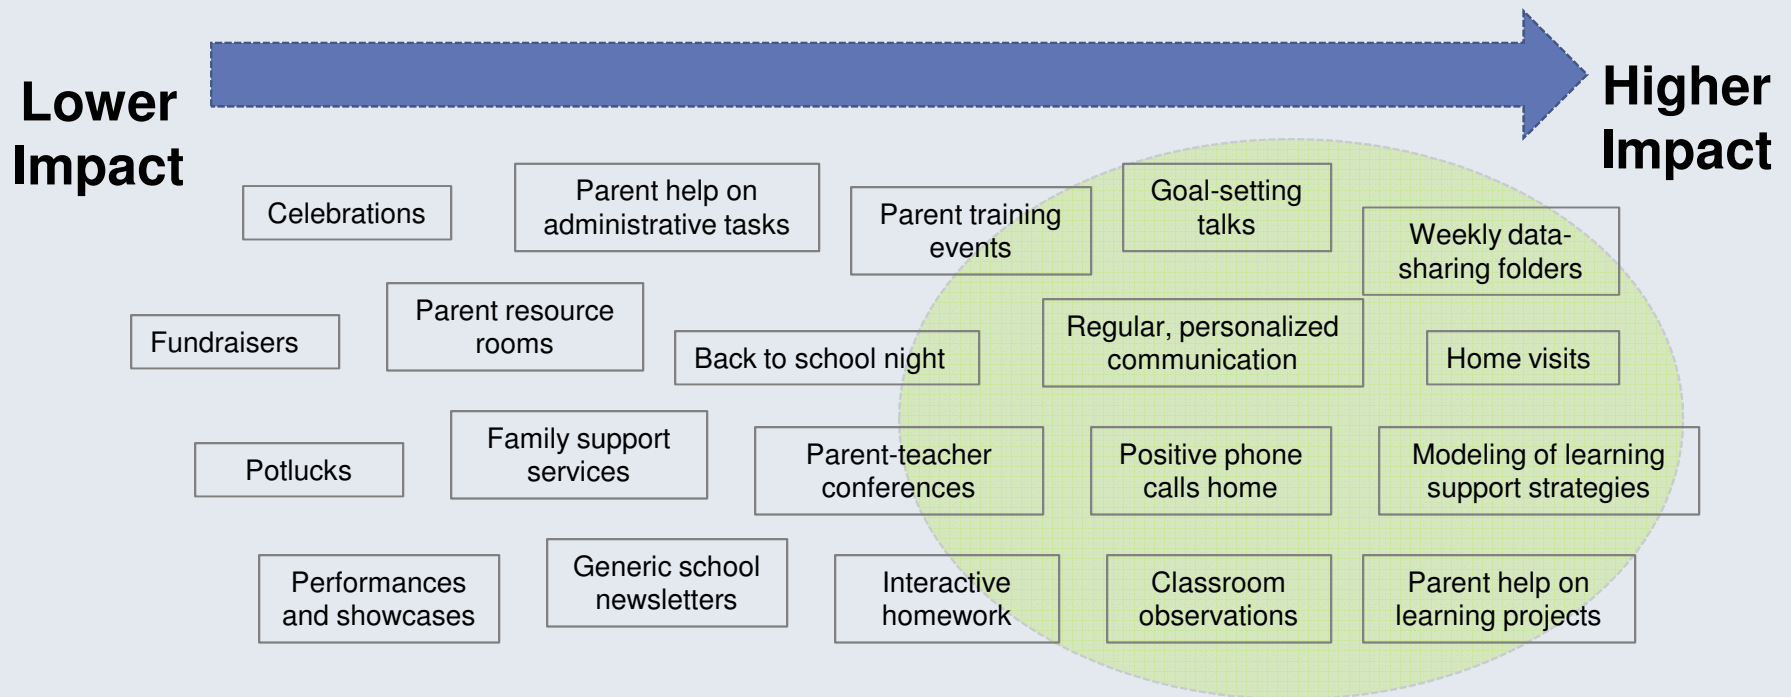 Lower
Impact
Higher
Impact
Celebrations
Parent help on
administrative tasks
Parent training
events
Goal-setting
talks
Weekly data-
sharing folders
Fundraisers
Parent resource
rooms
Back to school night
Regular, personalized
communication
Home visits
Potlucks
Family support
services
Parent-teacher
conferences
Positive phone
calls home
Modeling of learning
support strategies
Performances
and showcases
Generic school
newsletters
Interactive
homework
Classroom
observations
Parent help on
learning projects